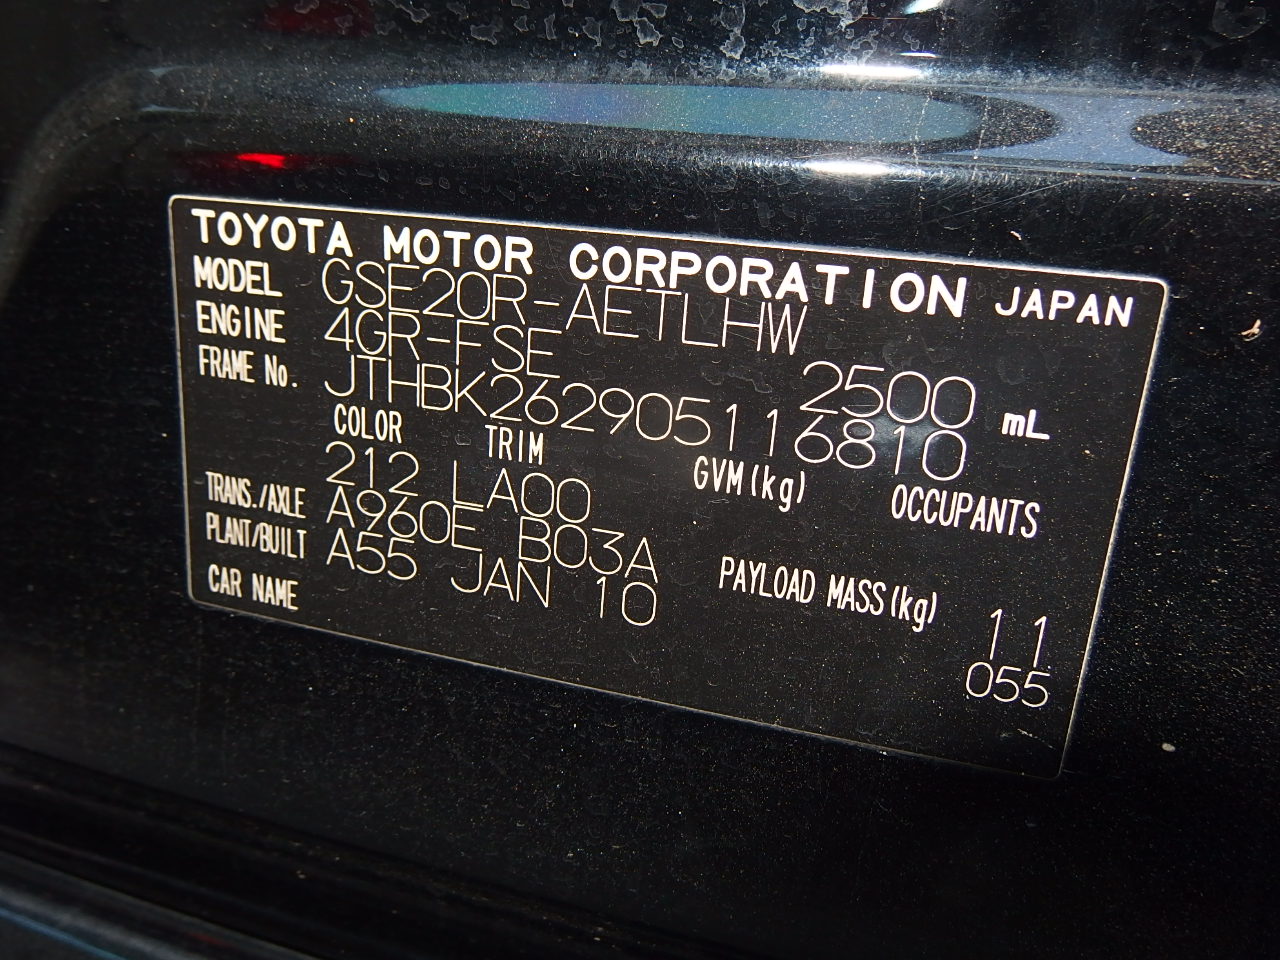 TOYOTA MOTOR CORPORATION JAPAN
MODEL GSE20R-AETLHW
ENGINE 4GR-FSE 2500 mL
FRAME No. JTHBK262905116810
COLOR TRIM GVM(kg) OCCUPANTS
212 LA00
TRANS./AXLE A960E B03A
PLANT/BUILT A55 JAN 10 PAYLOAD MASS(kg)
CAR NAME 11
055